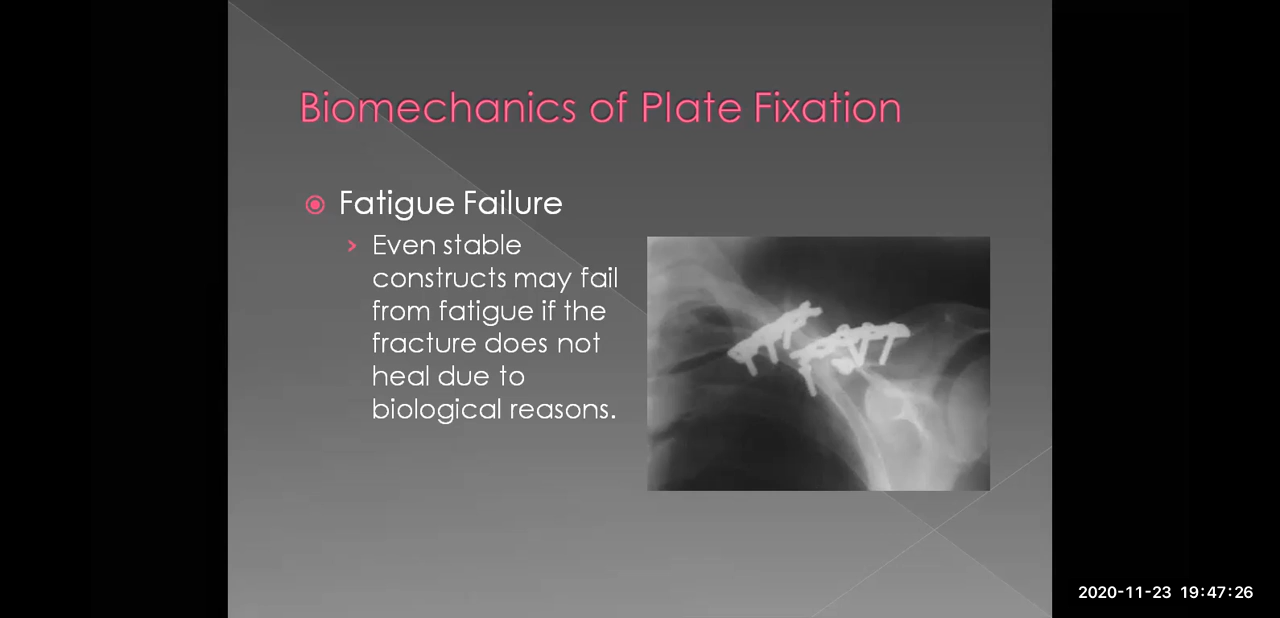 Biomechanics of Plate Fixation
Fatigue Failure
Even stable
constructs may fail
from fatigue if the
fracture does not
heal due to
biological reasons.
2020-11-23 19:47:26